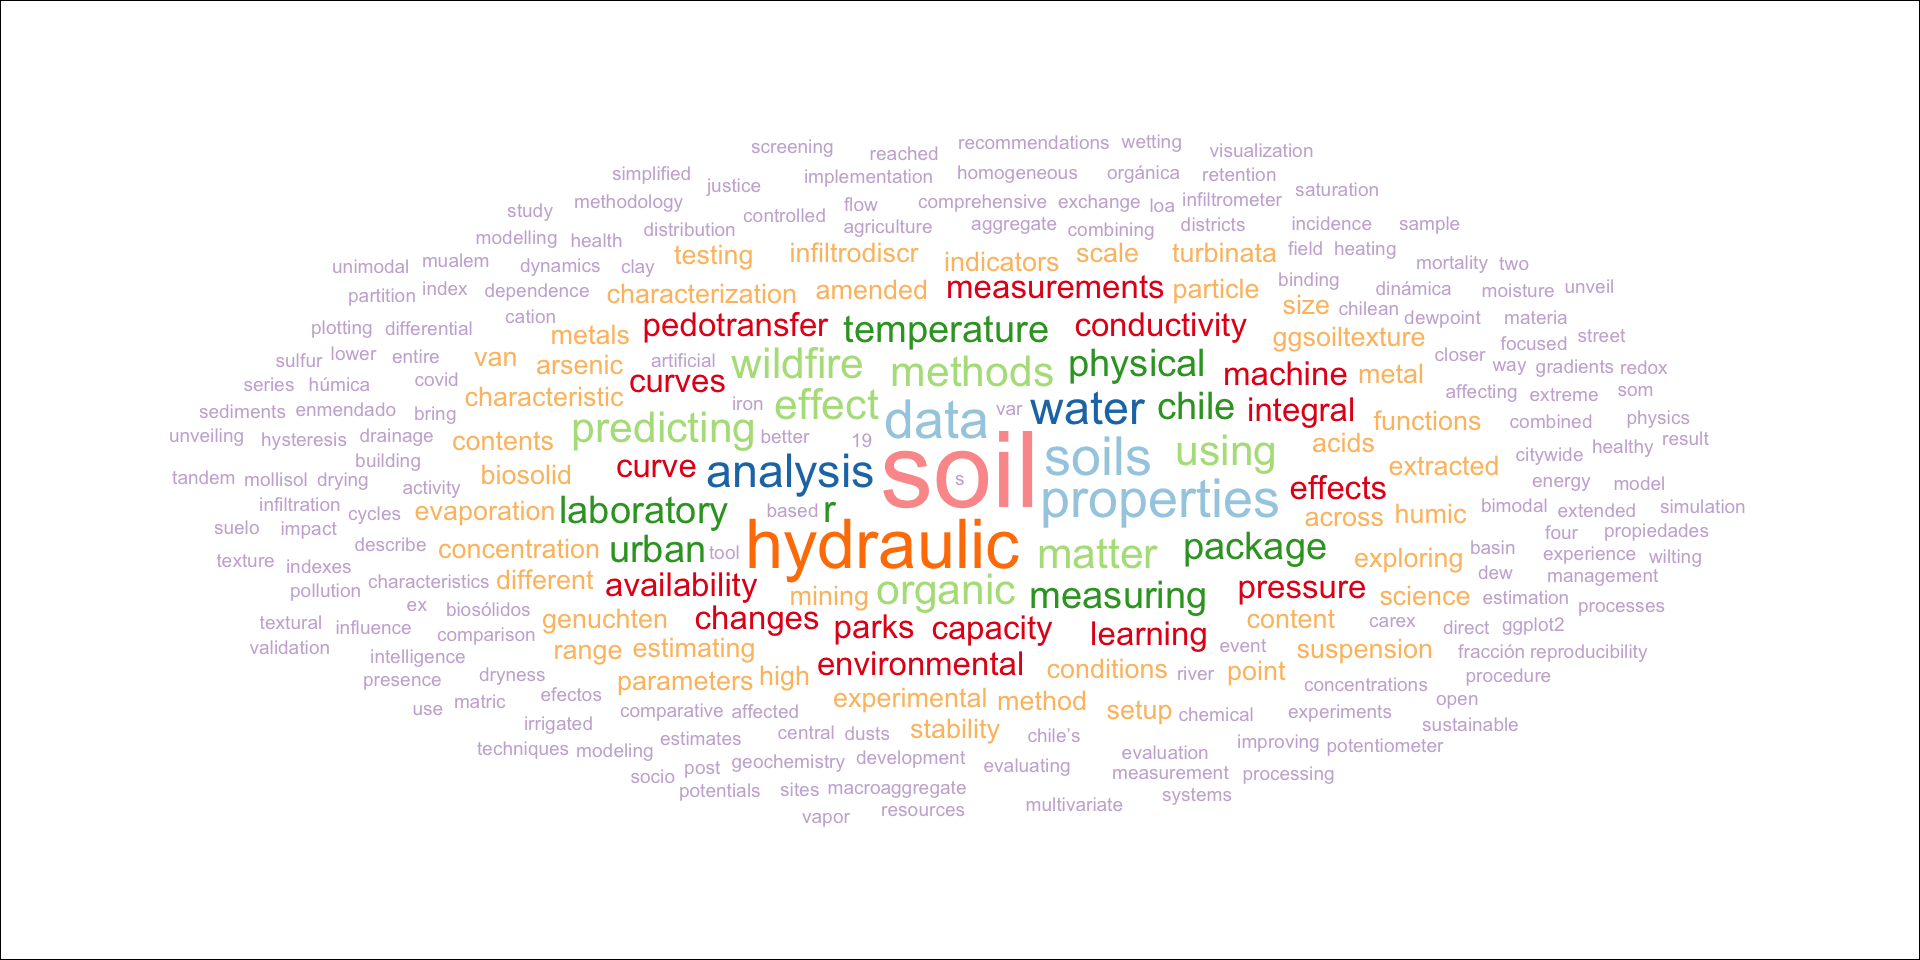 screening reached recommendations wetting visualization
simplified justice implementation homogeneous orgánica retention saturation
study methodology controlled flow comprehensive exchange loa infiltrometer
modelling health distribution agriculture aggregate combining districts incidence sample
unimodal mualem dynamics clay testing infiltrodiscr indicators scale turbinata field heating mortality two
partition index dependence characterization amended measurements particle binding dinámica moisture unveil
plotting differential cation metals pedotransfer temperature conductivity size chilean dewpoint materia
sulfur lower entire van arsenic artificial wildfire methods physical ggsoiltexture closer focused street
series húmica covid characteristic curves iron effect machine metal way gradients redox
sediments enmendado bring predicting better data var water chile integral affecting extreme som
unveiling hysteresis drainage contents 19 functions combined physics
building biosolid curve analysis soil s soils using acids extracted citywide healthy result
tandem mollisol drying activity properties effects energy model
infiltration cycles evaporation laboratory based r across humic bimodal extended simulation
suelo impact describe concentration urban tool hydraulic matter package exploring basin four propiedades
texture indexes characteristics different availability mining organic measuring pressure dew experience wilting
pollution ex biosólidos genuchten changes parks capacity learning content science estimation management processes
textural influence comparison range estimating environmental event carex direct ggplot2
validation intelligence dryness parameters high conditions river point suspension fracción reproducibility
presence efectos experimental method setup concentrations procedure
use matric comparative affected stability chemical experiments open
irrigated estimates central dusts chile's improving potentiometer sustainable
techniques modeling geochemistry development evaluating evaluation
socio post macroaggregate measurement processing
potentials sites resources multivariate systems
vapor